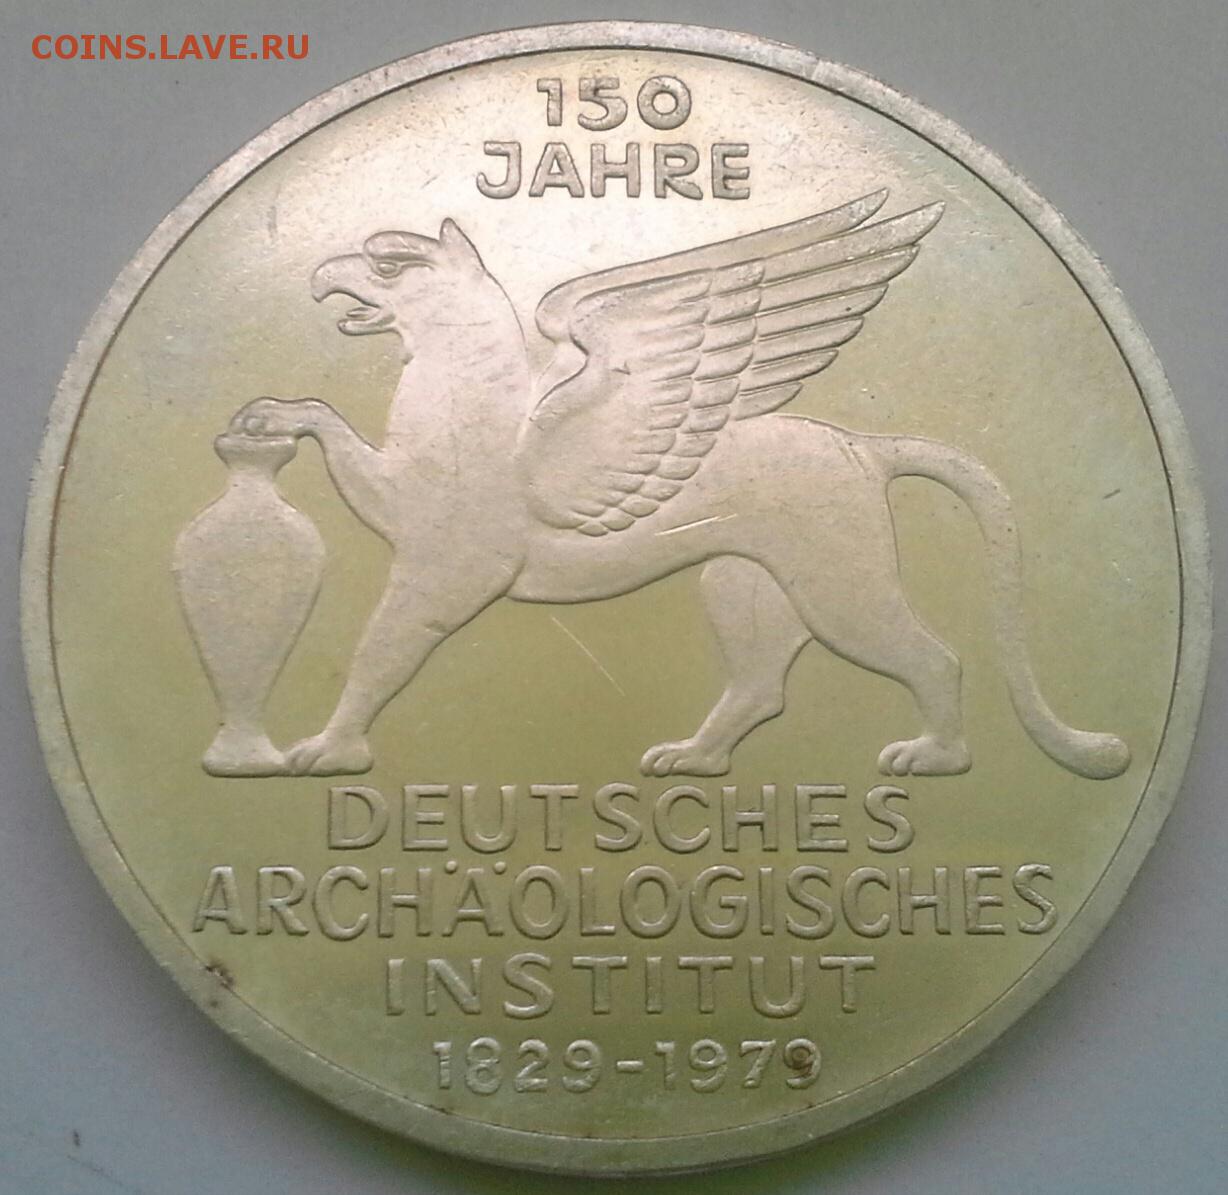 COINS.LAVE.RU
150
JAHRE
DEUTSCHES
ARCHÄOLOGISCHES
INSTITUT
1829-1979